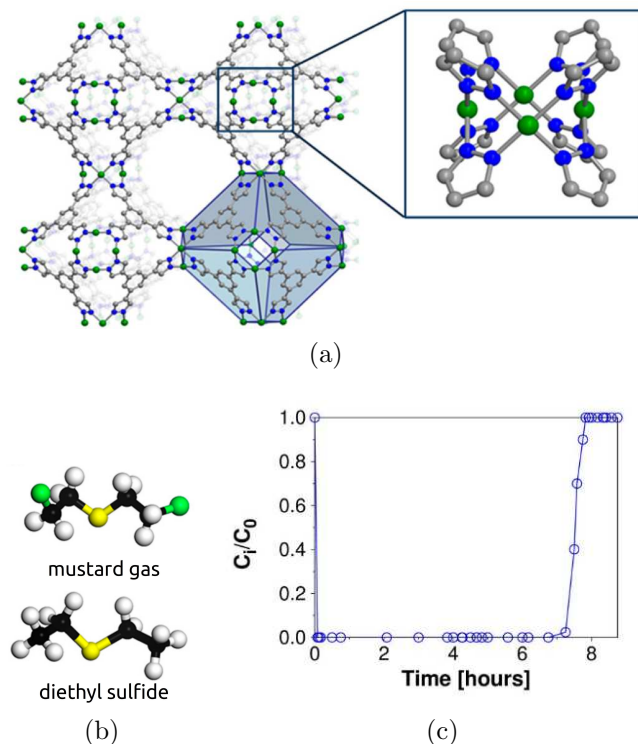 (a)
mustard gas
diethyl sulfide
(b)
1.0
0.8
0.6
0.4
0.2
0.0
0 2 4 6 8
C_i/C_0
Time [hours]
(c)